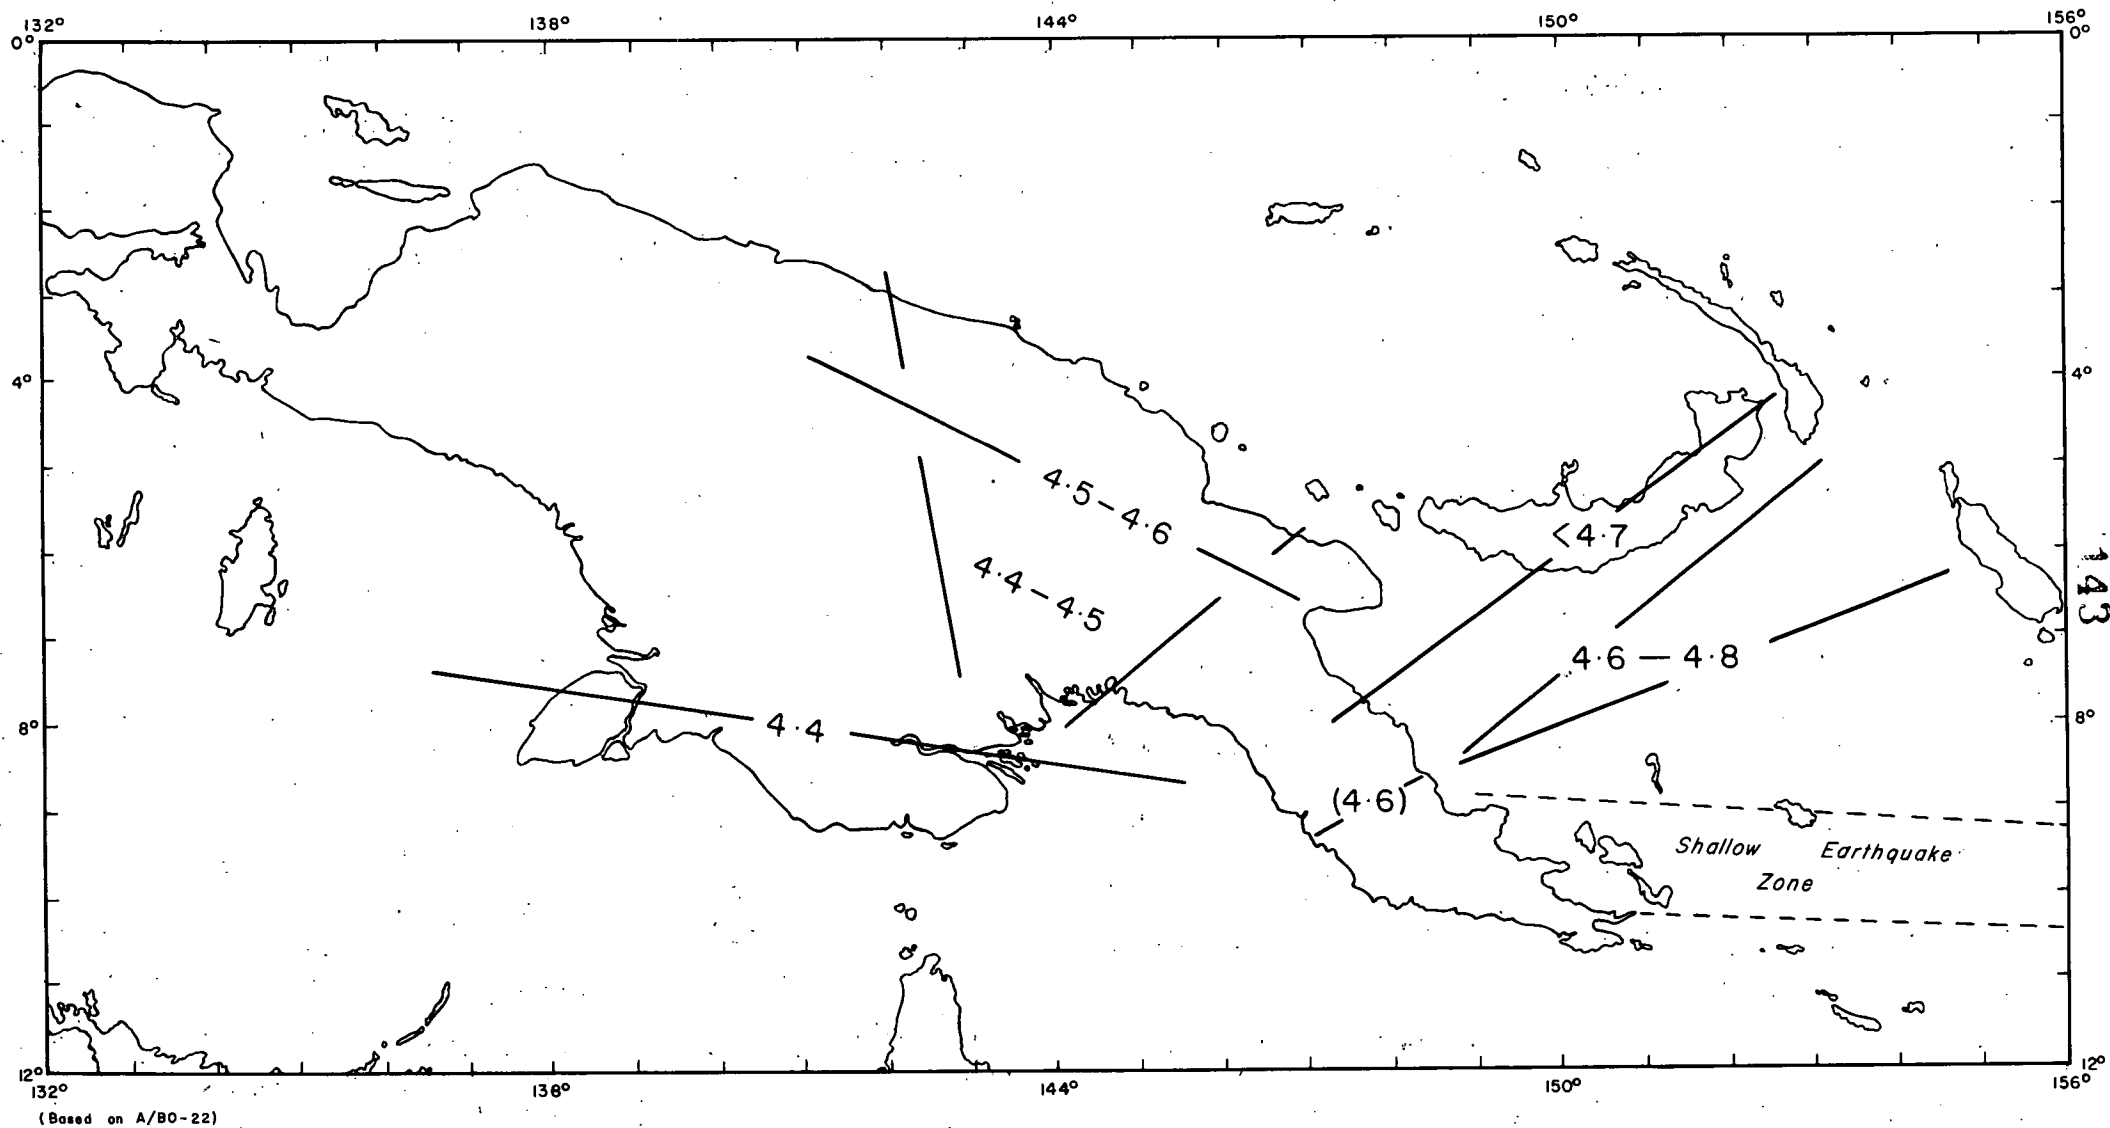 132° 138° 144° 150° 156°
0° 0°
4° 4°
4·5–4·6
<4·7
4·4–4·5
143
4·6 — 4·8
4·4
8° 8°
(4·6)
Shallow Earthquake
Zone
12° 12°
132° 138° 144° 150° 156°
(Based on A/BO-22)